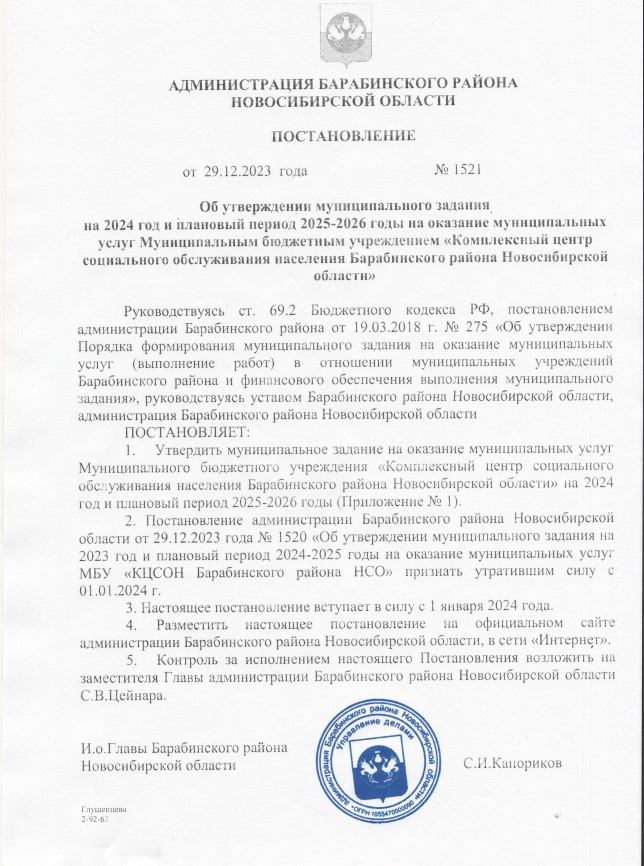 АДМИНИСТРАЦИЯ БАРАБИНСКОГО РАЙОНА
НОВОСИБИРСКОЙ ОБЛАСТИ
ПОСТАНОВЛЕНИЕ
от 29.12.2023 года № 1521
Об утверждении муниципального задания
на 2024 год и плановый период 2025-2026 годы на оказание муниципальных
услуг Муниципальным бюджетным учреждением «Комплексный центр
социального обслуживания населения Барабинского района Новосибирской
области»
Руководствуясь ст. 69.2 Бюджетного кодекса РФ, постановлением
администрации Барабинского района от 19.03.2018 г. № 275 «Об утверждении
Порядка формирования муниципального задания на оказание муниципальных
услуг (выполнение работ) в отношении муниципальных учреждений
Барабинского района и финансового обеспечения выполнения муниципального
задания», руководствуясь уставом Барабинского района Новосибирской области,
администрация Барабинского района Новосибирской области
ПОСТАНОВЛЯЕТ:
1. Утвердить муниципальное задание на оказание муниципальных услуг
Муниципального бюджетного учреждения «Комплексный центр социального
обслуживания населения Барабинского района Новосибирской области» на 2024
год и плановый период 2025-2026 годы (Приложение № 1).
2. Постановление администрации Барабинского района Новосибирской
области от 29.12.2023 года № 1520 «Об утверждении муниципального задания на
2023 год и плановый период 2024-2025 годы на оказание муниципальных услуг
МБУ «КЦСОН Барабинского района НСО» признать утратившим силу с
01.01.2024 г.
3. Настоящее постановление вступает в силу с 1 января 2024 года.
4. Разместить настоящее постановление на официальном сайте
администрации Барабинского района Новосибирской области, в сети «Интернет».
5. Контроль за исполнением настоящего Постановления возложить на
заместителя Главы администрации Барабинского района Новосибирской области
С.В.Цейнара.
И.о.Главы Барабинского района
Новосибирской области С.И.Капориков
администрация Барабинского района Новосибирской области
Управление делами
Глушенцева
2-92-63